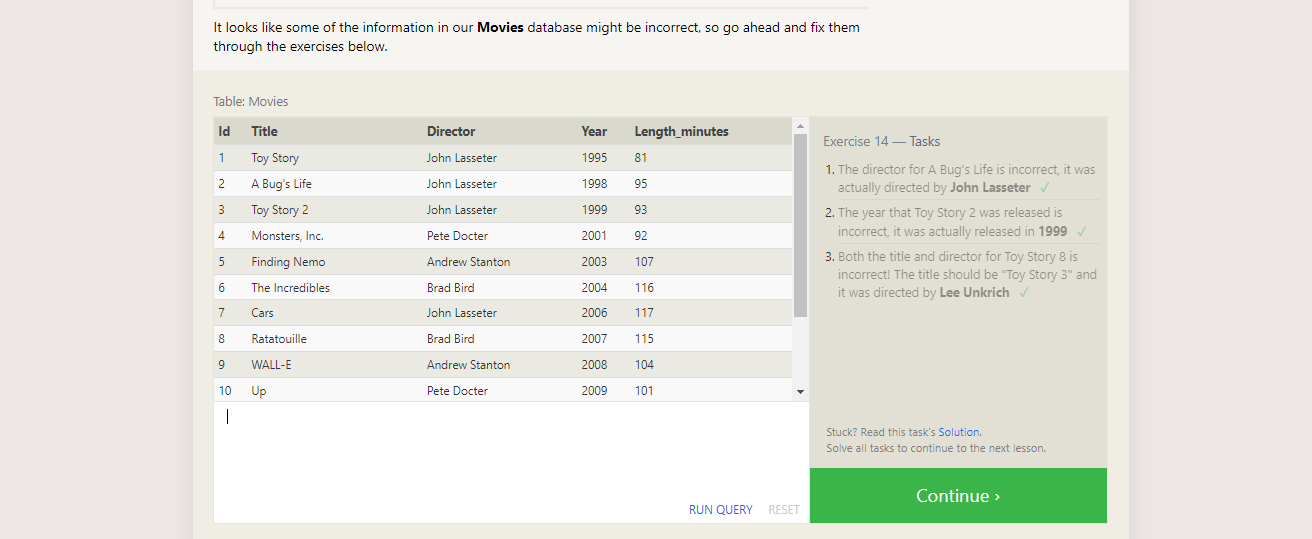 It looks like some of the information in our Movies database might be incorrect, so go ahead and fix them
through the exercises below.
Table: Movies
Id Title Director Year Length_minutes
1 Toy Story John Lasseter 1995 81
2 A Bug's Life John Lasseter 1998 95
3 Toy Story 2 John Lasseter 1999 93
4 Monsters, Inc. Pete Docter 2001 92
5 Finding Nemo Andrew Stanton 2003 107
6 The Incredibles Brad Bird 2004 116
7 Cars John Lasseter 2006 117
8 Ratatouille Brad Bird 2007 115
9 WALL-E Andrew Stanton 2008 104
10 Up Pete Docter 2009 101
RUN QUERY RESET
Exercise 14 — Tasks
1. The director for A Bug's Life is incorrect, it was
actually directed by John Lasseter ✓
2. The year that Toy Story 2 was released is
incorrect, it was actually released in 1999 ✓
3. Both the title and director for Toy Story 8 is
incorrect! The title should be "Toy Story 3" and
it was directed by Lee Unkrich ✓
Stuck? Read this task's Solution.
Solve all tasks to continue to the next lesson.
Continue ›